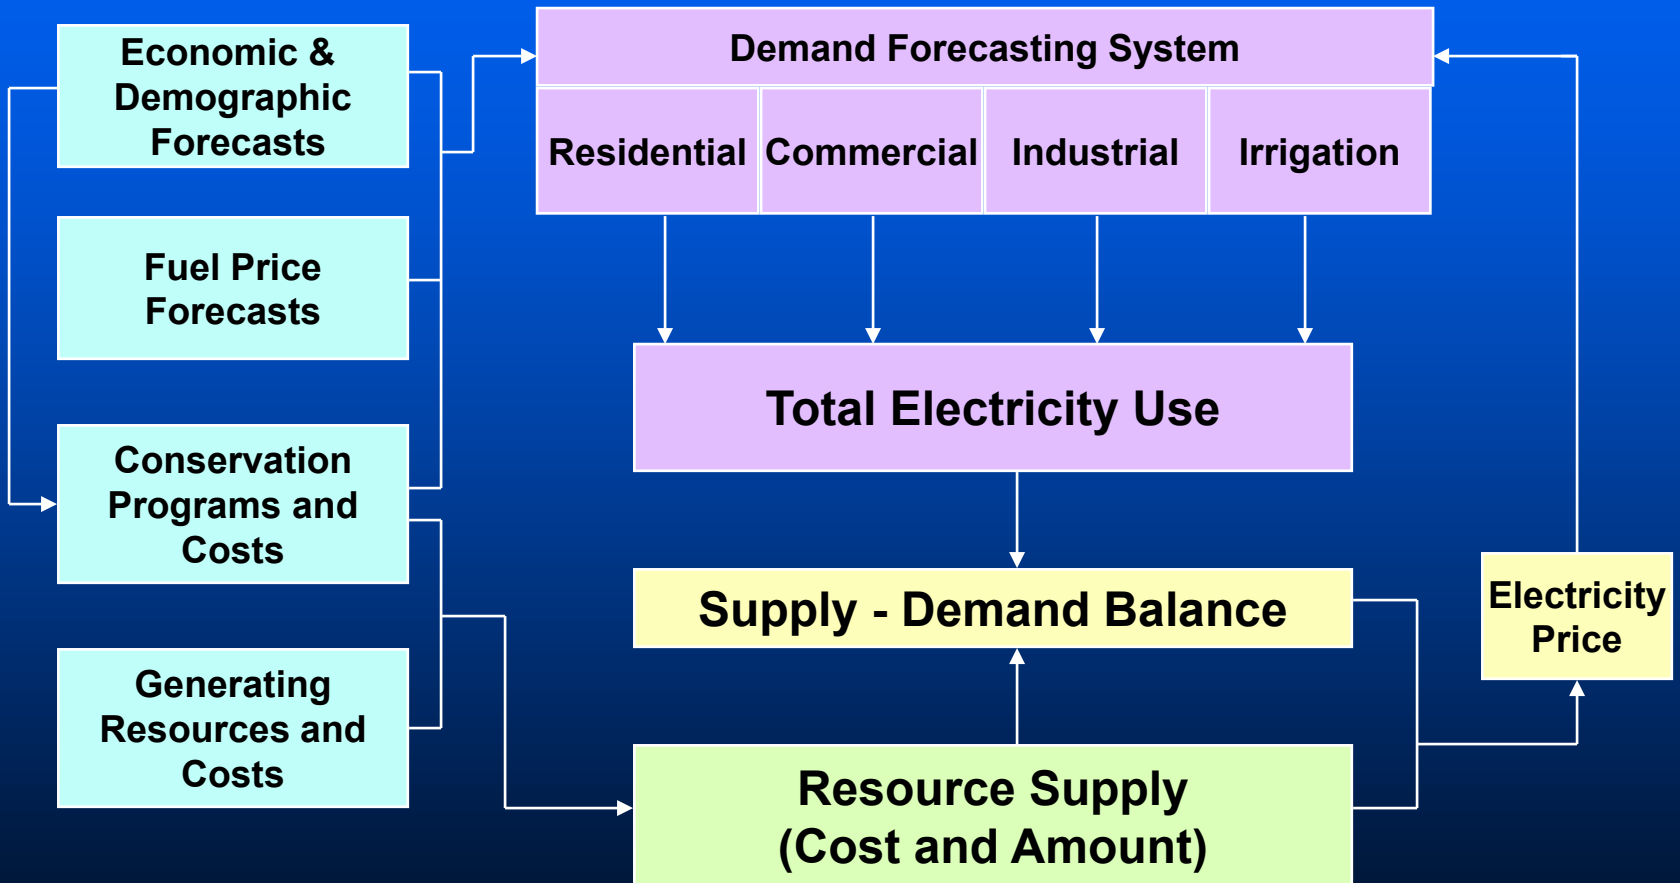 Economic &
Demographic
Forecasts
Fuel Price
Forecasts
Conservation
Programs and
Costs
Generating
Resources and
Costs
Demand Forecasting System
Residential
Commercial
Industrial
Irrigation
Total Electricity Use
Supply - Demand Balance
Resource Supply
(Cost and Amount)
Electricity
Price